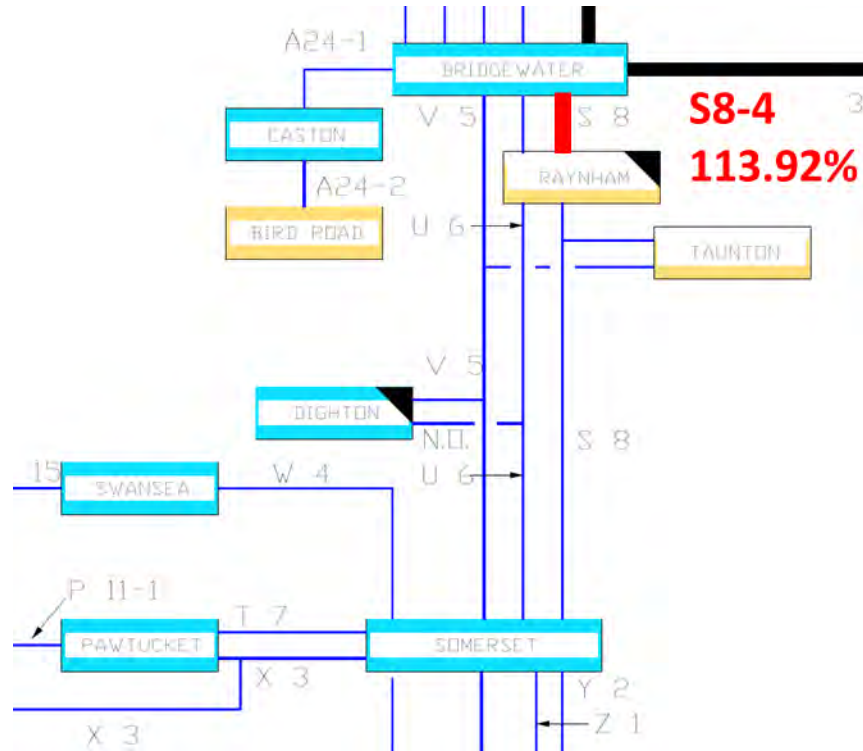 A24-1
BRIDGEWATER
V 5
S 8
S8-4
113.92%
3
EASTON
A24-2
RAYNHAM
BIRD ROAD
U 6
TAUNTON
V 5
DIGHTON
N.O.
S 8
15
SWANSEA
W 4
U 6
P 11-1
T 7
PAWTUCKET
SOMERSET
X 3
Y 2
Z 1
X 3